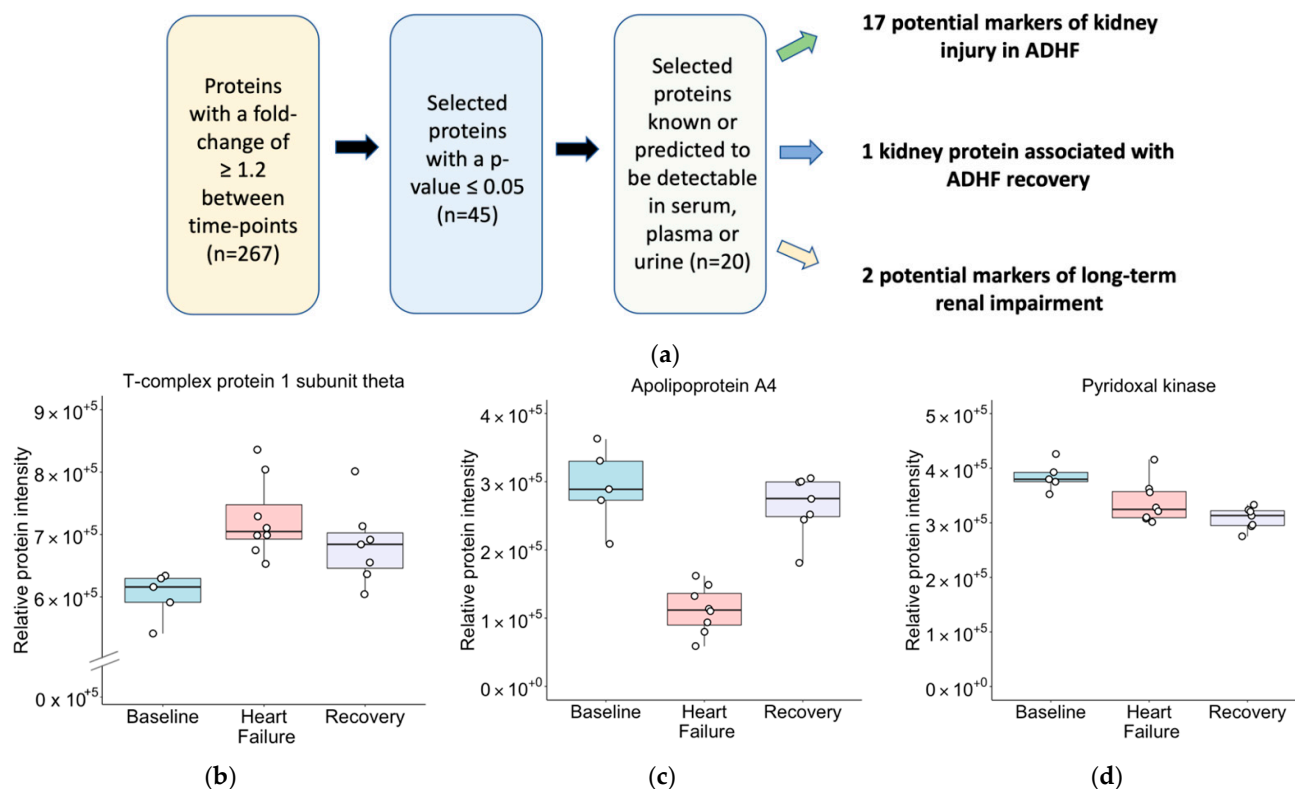 Proteins
with a fold-
change of
≥ 1.2
between
time-points
(n=267)
Selected
proteins
with a p-
value ≤ 0.05
(n=45)
Selected
proteins
known or
predicted to
be detectable
in serum,
plasma or
urine (n=20)
17 potential markers of kidney
injury in ADHF
1 kidney protein associated with
ADHF recovery
2 potential markers of long-term
renal impairment
(a)
T-complex protein 1 subunit theta
Relative protein intensity
9 × 10+5
8 × 10+5
7 × 10+5
6 × 10+5
0 × 10+5
Baseline
Heart
Failure
Recovery
(b)
Apolipoprotein A4
Relative protein intensity
4 × 10+5
3 × 10+5
2 × 10+5
1 × 10+5
0 × 10+0
Baseline
Heart
Failure
Recovery
(c)
Pyridoxal kinase
Relative protein intensity
5 × 10+5
4 × 10+5
3 × 10+5
2 × 10+5
1 × 10+5
0 × 10+0
Baseline
Heart
Failure
Recovery
(d)